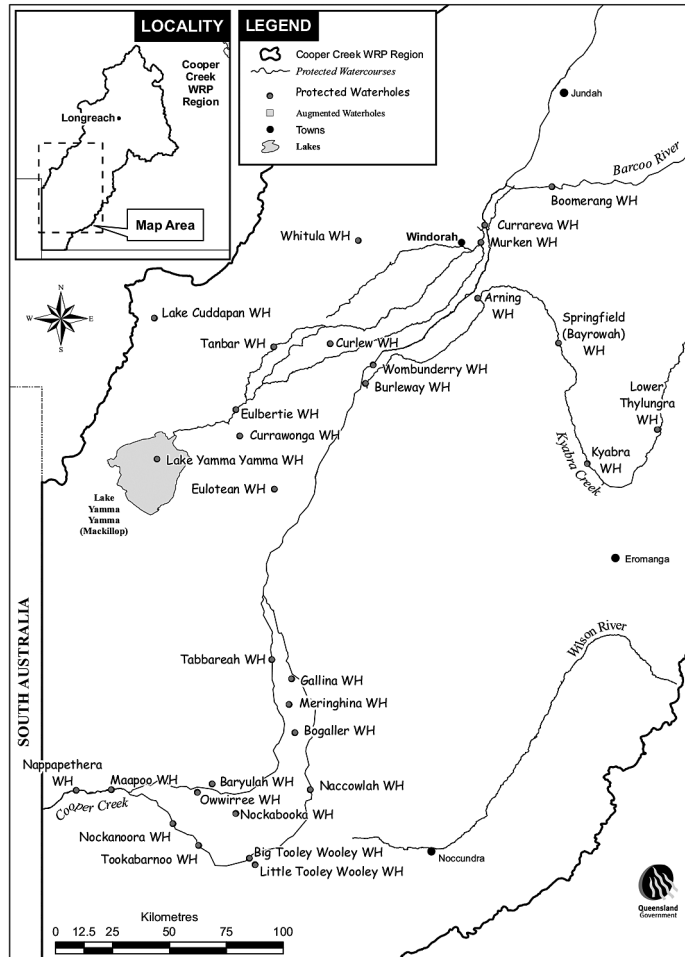 LOCALITY
Cooper
Creek
WRP
Region
Longreach
Map Area
LEGEND
Cooper Creek WRP Region
Protected Watercourses
Protected Waterholes
Augmented Waterholes
Towns
Lakes
Jundah
Barcoo River
Boomerang WH
Currareva WH
Whitula WH
Windorah
Murken WH
N
W
E
S
Arning
WH
Lake Cuddapan WH
Springfield
(Bayrowah)
WH
Tanbar WH
Curlew WH
Wombunderry WH
Burleway WH
Lower
Thylungra
WH
Eulbertie WH
Currawonga WH
Kyabra Creek
Kyabra
WH
Lake Yamma Yamma WH
Eulotean WH
Lake
Yamma
Yamma
(Mackillop)
Eromanga
SOUTH AUSTRALIA
Wilson River
Tabbareah WH
Gallina WH
Meringhina WH
Bogaller WH
Nappapethera
WH
Maapoo WH
Baryulah WH
Naccowlah WH
Owwirree WH
Cooper Creek
Nockabooka WH
Nockanoora WH
Tookabarnoo WH
Big Tooley Wooley WH
Little Tooley Wooley WH
Noccundra
Queensland
Government
Kilometres
0 12.5 25 50 75 100